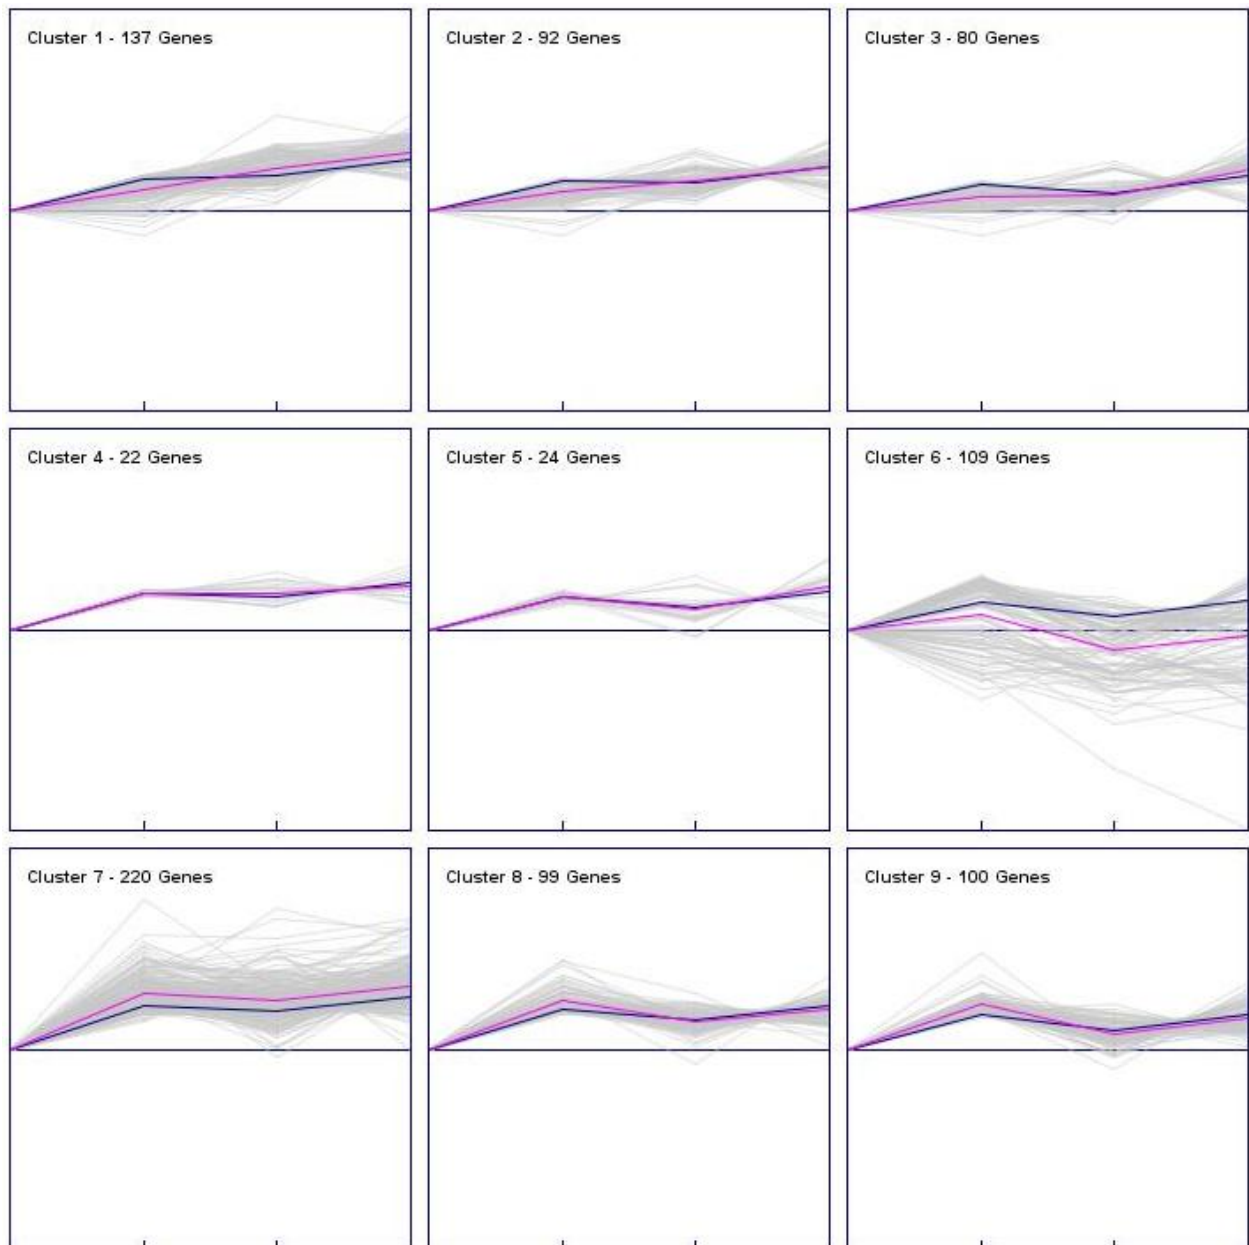 Cluster 1 - 137 Genes
Cluster 2 - 92 Genes
Cluster 3 - 80 Genes
Cluster 4 - 22 Genes
Cluster 5 - 24 Genes
Cluster 6 - 109 Genes
Cluster 7 - 220 Genes
Cluster 8 - 99 Genes
Cluster 9 - 100 Genes